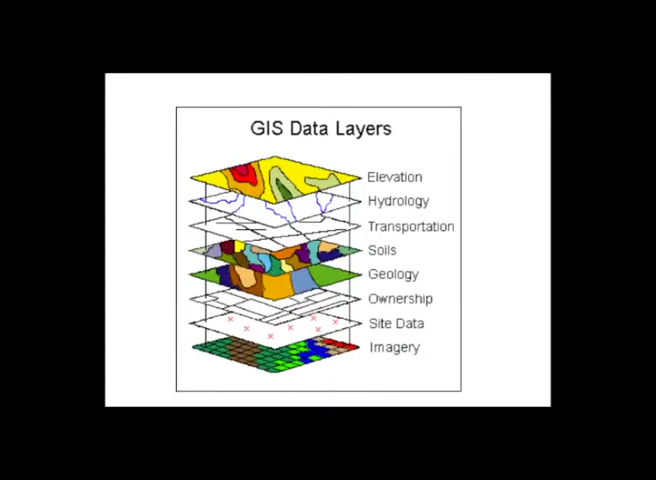 GIS Data Layers
Elevation
Hydrology
Transportation
Soils
Geology
Ownership
Site Data
Imagery